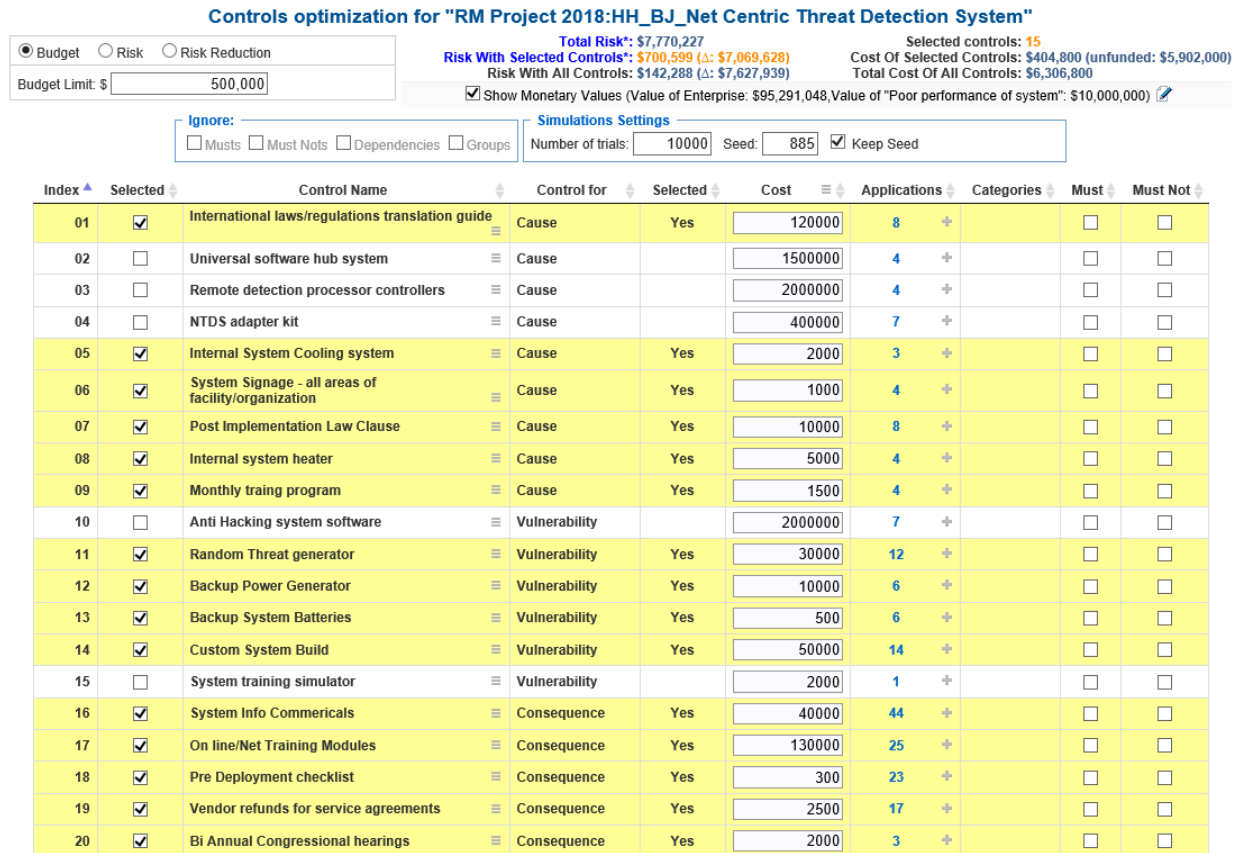 Controls optimization for "RM Project 2018:HH_BJ_Net Centric Threat Detection System"
Budget Risk Risk Reduction
Budget Limit: $ 500,000
Total Risk*: $7,770,227
Risk With Selected Controls*: $700,599 (Δ: $7,069,628)
Risk With All Controls: $142,288 (Δ: $7,627,939)
Selected controls: 15
Cost Of Selected Controls: $404,800 (unfunded: $5,902,000)
Total Cost Of All Controls: $6,306,800
Show Monetary Values (Value of Enterprise: $95,291,048,Value of "Poor performance of system": $10,000,000)
Ignore:
Musts Must Nots Dependencies Groups
Simulations Settings
Number of trials: 10000 Seed: 885 Keep Seed
Index Selected Control Name Control for Selected Cost Applications Categories Must Must Not
01 International laws/regulations translation guide Cause Yes 120000 8
02 Universal software hub system Cause 1500000 4
03 Remote detection processor controllers Cause 2000000 4
04 NTDS adapter kit Cause 400000 7
05 Internal System Cooling system Cause Yes 2000 3
06 System Signage - all areas of
facility/organization Cause Yes 1000 4
07 Post Implementation Law Clause Cause Yes 10000 8
08 Internal system heater Cause Yes 5000 4
09 Monthly traing program Cause Yes 1500 4
10 Anti Hacking system software Vulnerability 2000000 7
11 Random Threat generator Vulnerability Yes 30000 12
12 Backup Power Generator Vulnerability Yes 10000 6
13 Backup System Batteries Vulnerability Yes 500 6
14 Custom System Build Vulnerability Yes 50000 14
15 System training simulator Vulnerability 2000 1
16 System Info Commericals Consequence Yes 40000 44
17 On line/Net Training Modules Consequence Yes 130000 25
18 Pre Deployment checklist Consequence Yes 300 23
19 Vendor refunds for service agreements Consequence Yes 2500 17
20 Bi Annual Congressional hearings Consequence Yes 2000 3